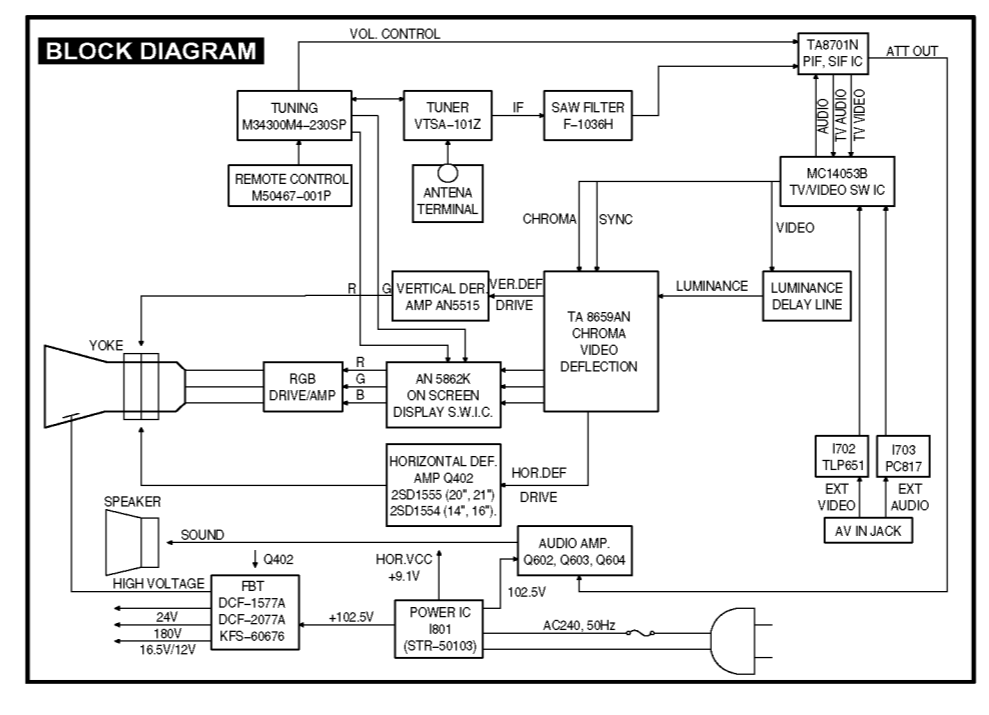 BLOCK DIAGRAM
VOL. CONTROL
TA8701N
PIF, SIF IC
ATT OUT
TUNING
M34300M4-230SP
TUNER
VTSA-101Z
IF
SAW FILTER
F-1036H
AUDIO
TV AUDIO
TV VIDEO
REMOTE CONTROL
M50467-001P
ANTENA
TERMINAL
MC14053B
TV/VIDEO SW IC
CHROMA
SYNC
VIDEO
R
G
VERTICAL DER.
AMP AN5515
VER.DEF
DRIVE
TA 8659AN
CHROMA
VIDEO
DEFLECTION
LUMINANCE
LUMINANCE
DELAY LINE
YOKE
RGB
DRIVE/AMP
R
G
B
AN 5862K
ON SCREEN
DISPLAY S.W.I.C.
HORIZONTAL DEF.
AMP Q402
2SD1555 (20", 21")
2SD1554 (14", 16").
HOR.DEF
DRIVE
I702
TLP651
I703
PC817
EXT
VIDEO
EXT
AUDIO
AV IN JACK
SPEAKER
SOUND
AUDIO AMP.
Q602, Q603, Q604
Q402
HOR.VCC
+9.1V
102.5V
HIGH VOLTAGE
FBT
DCF-1577A
DCF-2077A
KFS-60676
24V
180V
16.5V/12V
+102.5V
POWER IC
I801
(STR-50103)
AC240, 50Hz